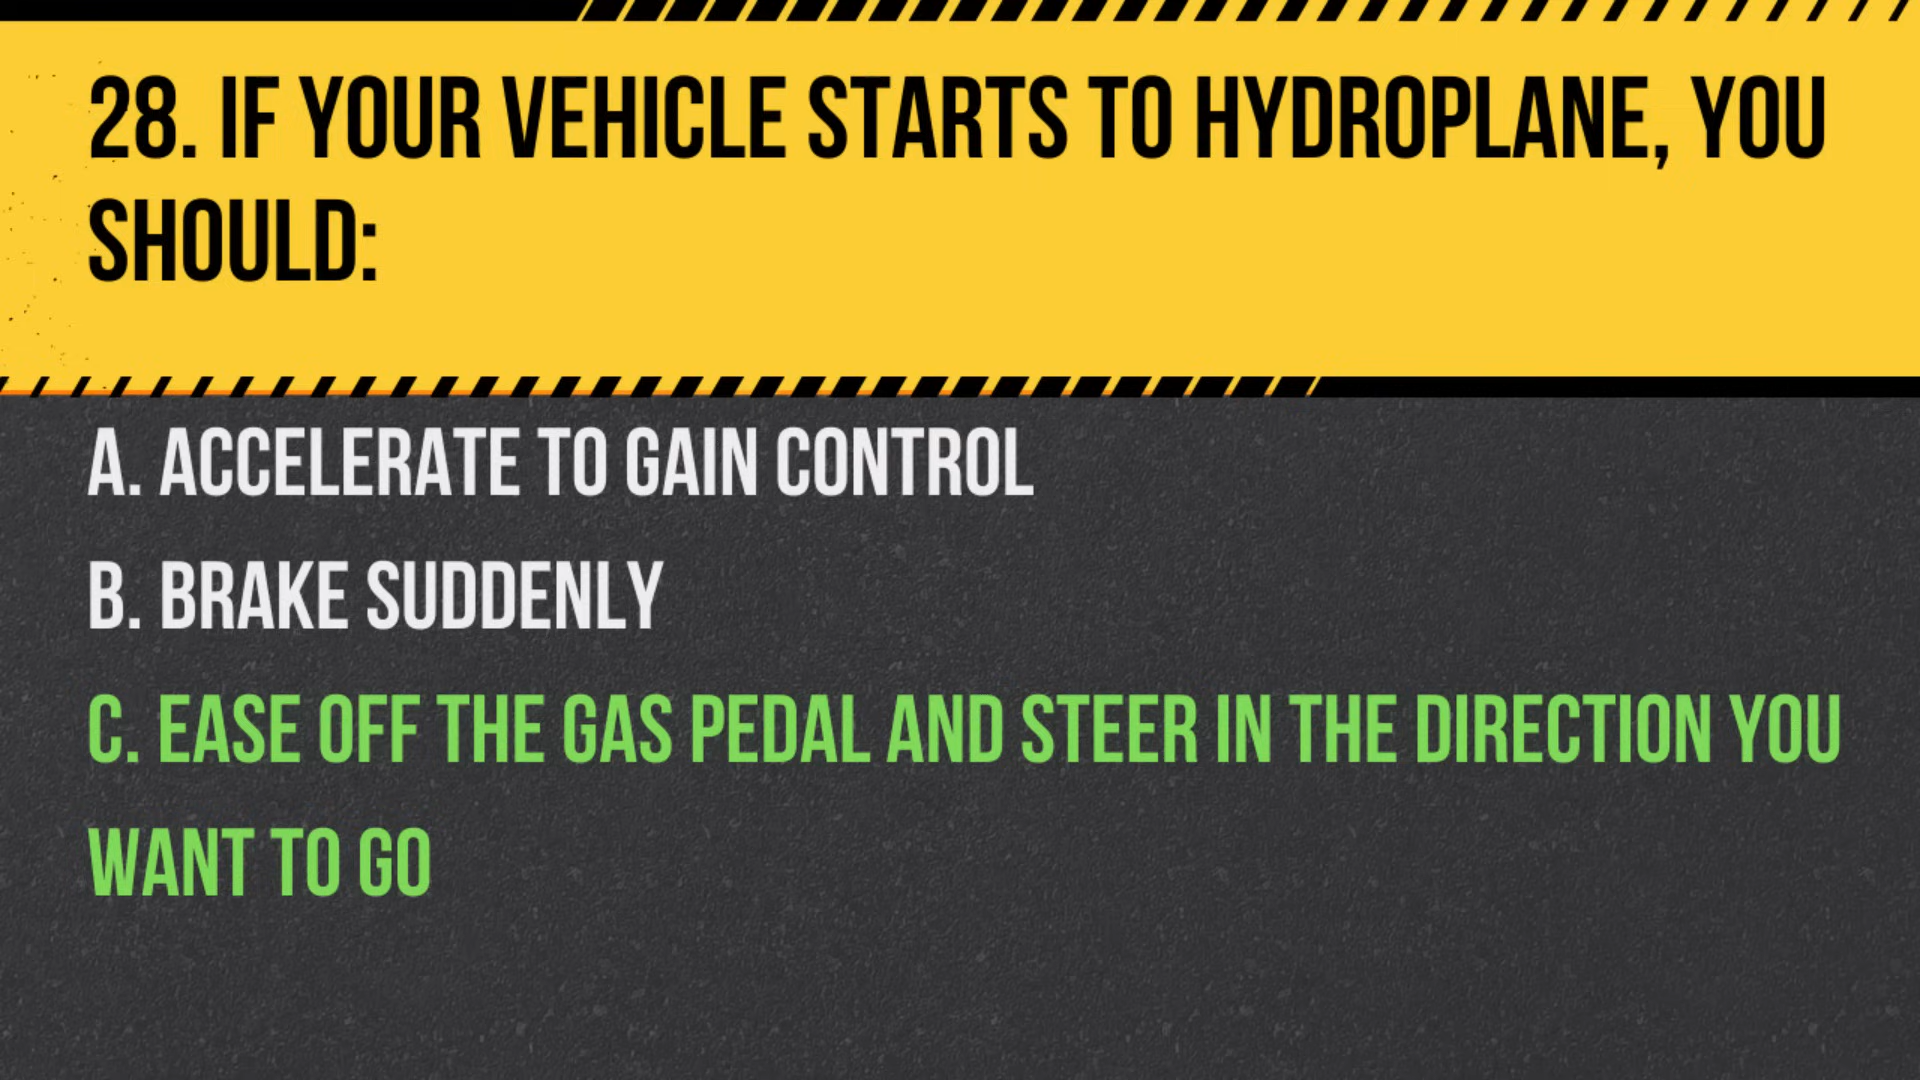 28. IF YOUR VEHICLE STARTS TO HYDROPLANE, YOU
SHOULD:
A. ACCELERATE TO GAIN CONTROL
B. BRAKE SUDDENLY
C. EASE OFF THE GAS PEDAL AND STEER IN THE DIRECTION YOU
WANT TO GO